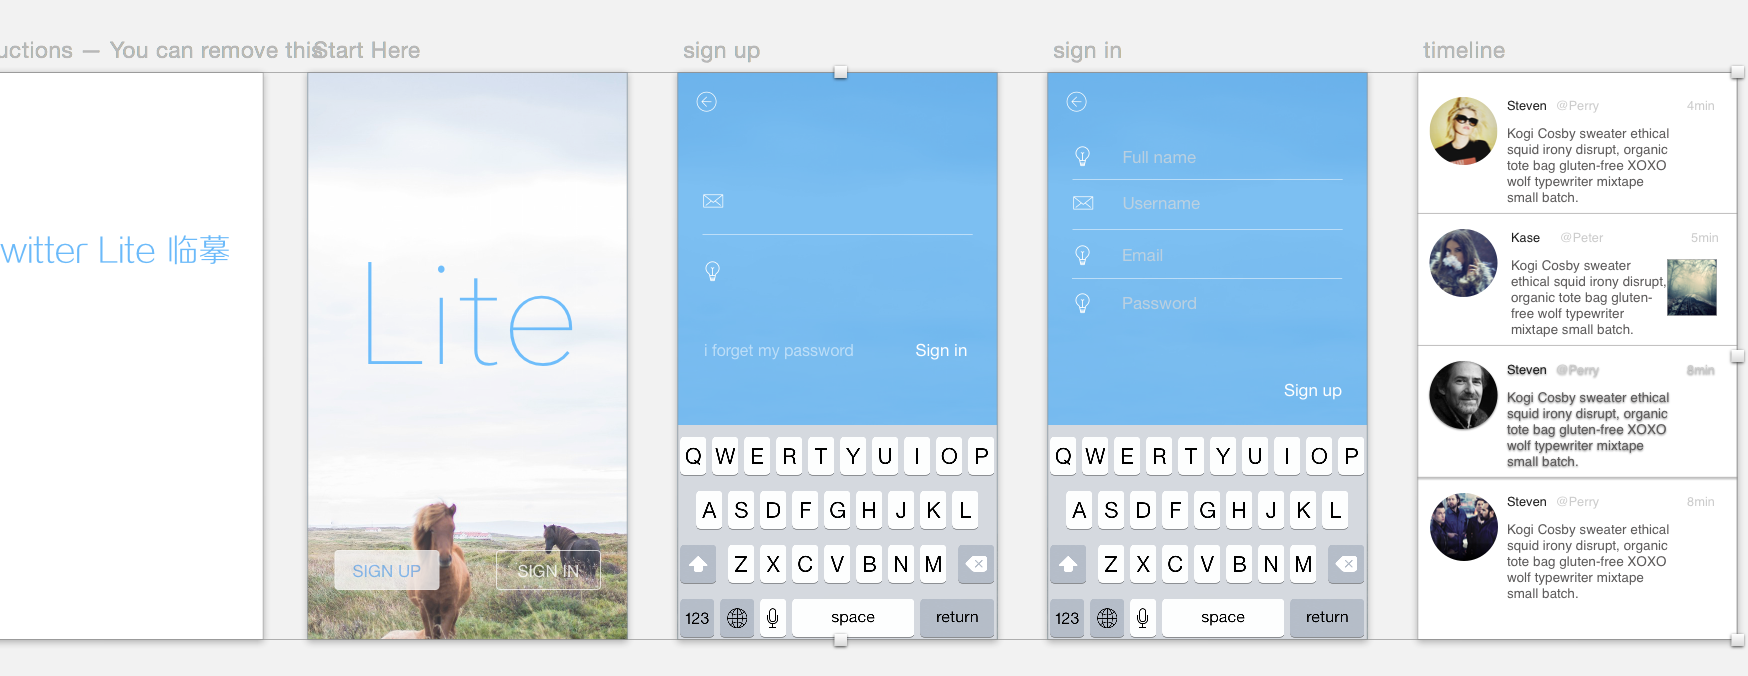 uctions — You can remove this
Start Here
sign up
sign in
timeline
witter Lite 临摹
Lite
SIGN UP
SIGN IN
i forget my password
Sign in
Q W E R T Y U I O P
A S D F G H J K L
Z X C V B N M
123
space
return
Full name
Username
Email
Password
Sign up
Q W E R T Y U I O P
A S D F G H J K L
Z X C V B N M
123
space
return
Steven @Perry 4min
Kogi Cosby sweater ethical
squid irony disrupt, organic
tote bag gluten-free XOXO
wolf typewriter mixtape
small batch.
Kase @Peter 5min
Kogi Cosby sweater
ethical squid irony disrupt,
organic tote bag gluten-
free wolf typewriter
mixtape small batch.
Steven @Perry 8min
Kogi Cosby sweater ethical
squid irony disrupt, organic
tote bag gluten-free XOXO
wolf typewriter mixtape
small batch.
Steven @Perry 8min
Kogi Cosby sweater ethical
squid irony disrupt, organic
tote bag gluten-free XOXO
wolf typewriter mixtape
small batch.